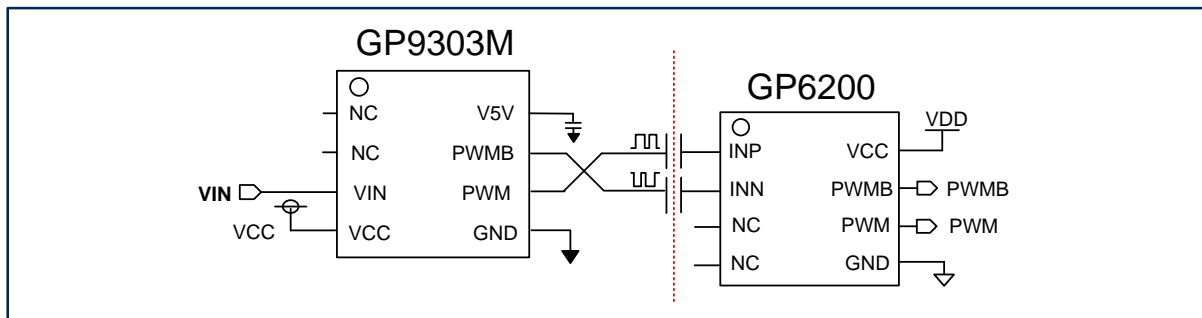 GP9303M
NC
V5V
NC
PWMB
VIN
VIN
PWM
VCC
VCC
GND
GP6200
VDD
INP
VCC
INN
PWMB
PWMB
NC
PWM
PWM
NC
GND